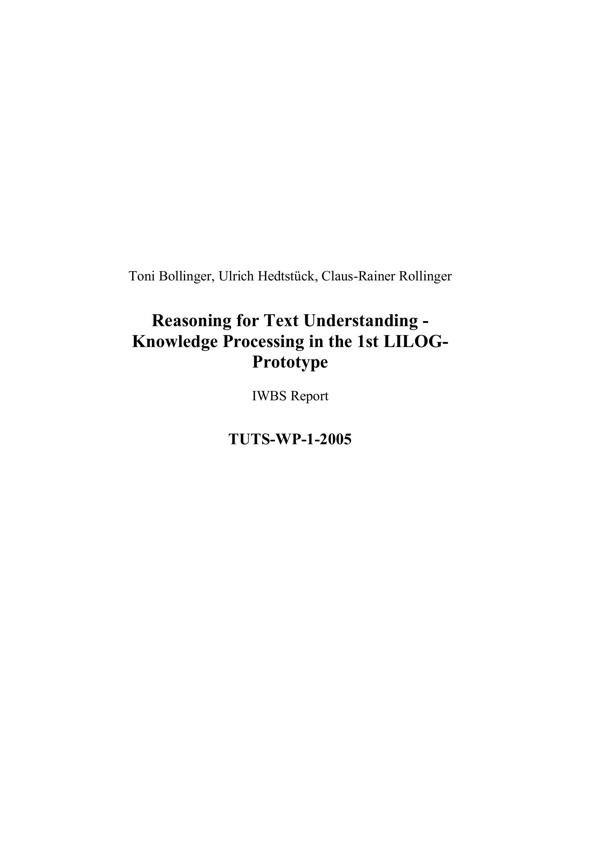 Toni Bollinger, Ulrich Hedtstück, Claus-Rainer Rollinger
Reasoning for Text Understanding -
Knowledge Processing in the 1st LILOG-
Prototype
IWBS Report
TUTS-WP-1-2005